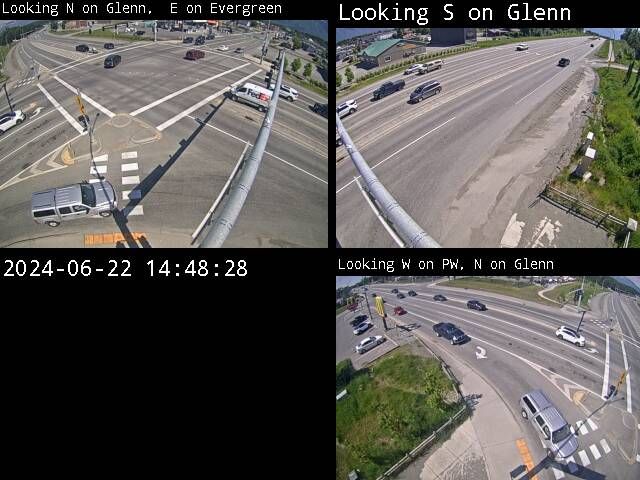 Looking N on Glenn,  E on Evergreen
Looking S on Glenn
FedEx
2024-06-22 14:48:28
Looking W on PW, N on Glenn